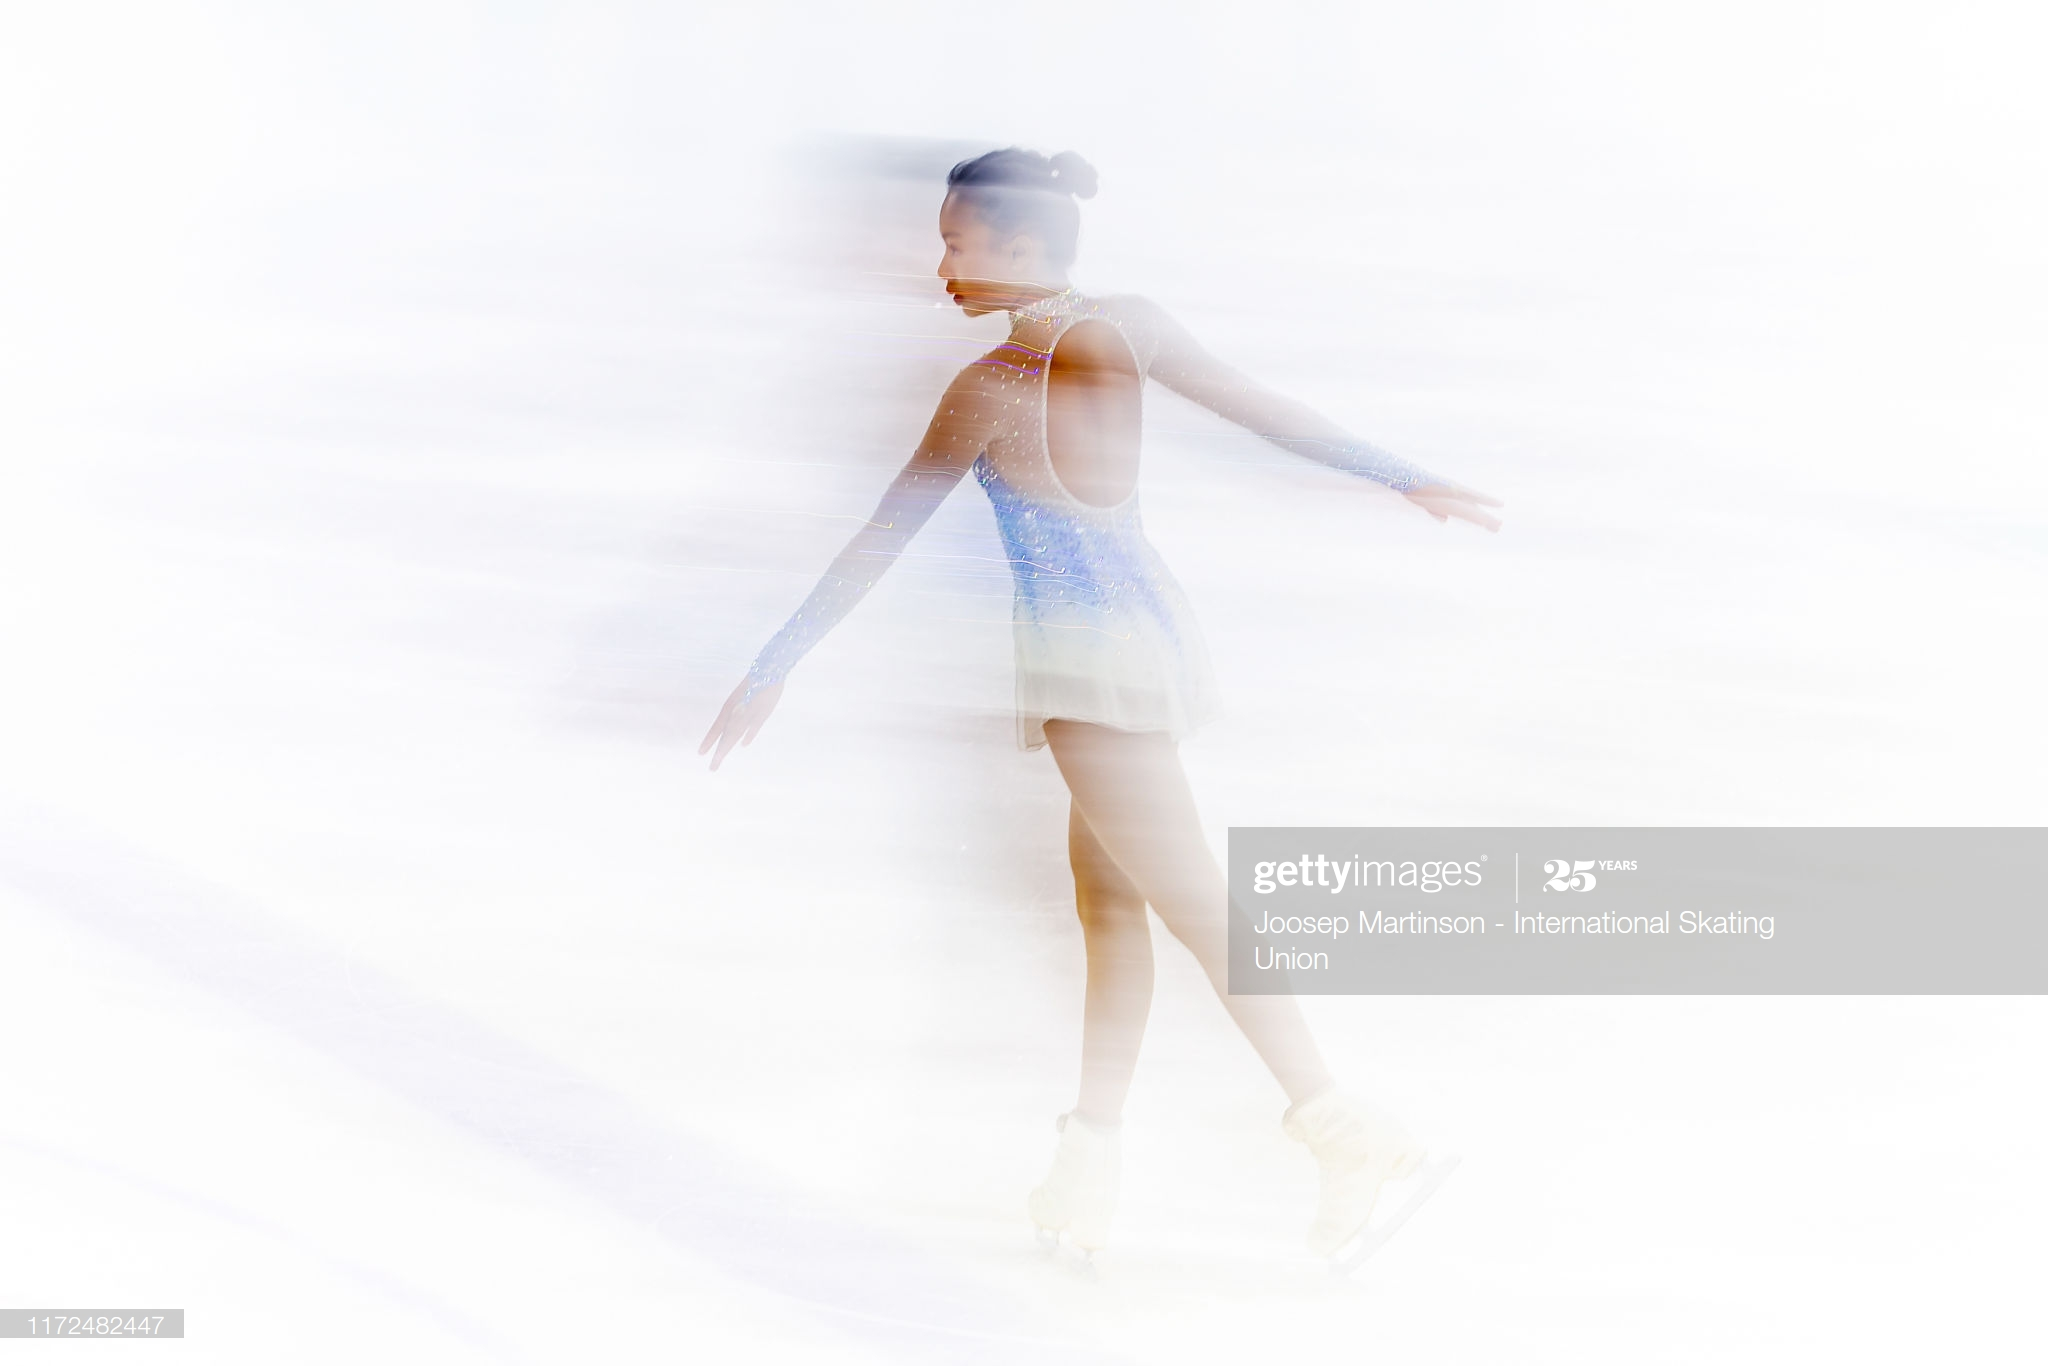 gettyimages® | 25 YEARS
Joosep Martinson - International Skating
Union
1172482447